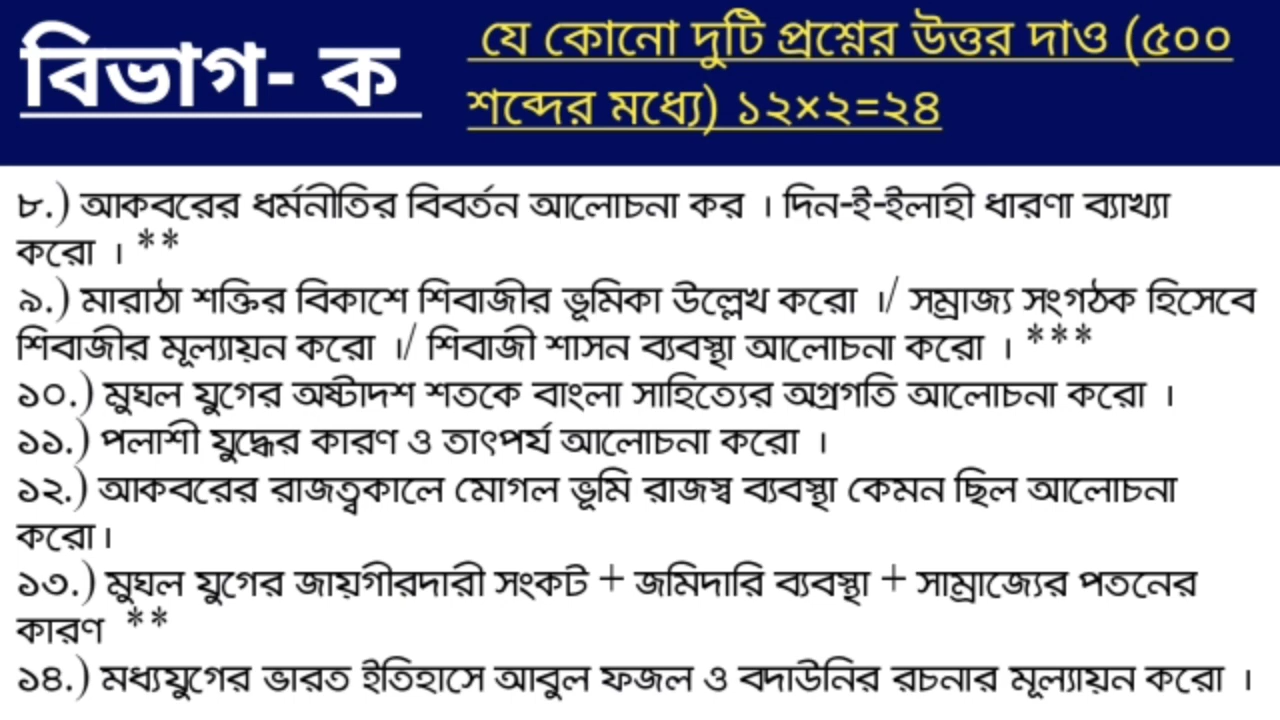 বিভাগ- ক
যে কোনো দুটি প্রশ্নের উত্তর দাও (৫০০
শব্দের মধ্যে) ১২×২=২৪
৮.) আকবরের ধর্মনীতির বিবর্তন আলোচনা কর । দিন-ই-ইলাহী ধারণা ব্যাখ্যা
করো । **
৯.) মারাঠা শক্তির বিকাশে শিবাজীর ভূমিকা উল্লেখ করো ।/ সম্রাজ্য সংগঠক হিসেবে
শিবাজীর মূল্যায়ন করো ।/ শিবাজী শাসন ব্যবস্থা আলোচনা করো । ***
১০.) মুঘল যুগের অষ্টাদশ শতকে বাংলা সাহিত্যের অগ্রগতি আলোচনা করো ।
১১.) পলাশী যুদ্ধের কারণ ও তাৎপর্য আলোচনা করো ।
১২.) আকবরের রাজত্বকালে মোগল ভূমি রাজস্ব ব্যবস্থা কেমন ছিল আলোচনা
করো।
১৩.) মুঘল যুগের জায়গীরদারী সংকট + জমিদারি ব্যবস্থা + সাম্রাজ্যের পতনের
কারণ **
১৪.) মধ্যযুগের ভারত ইতিহাসে আবুল ফজল ও বদাউনির রচনার মূল্যায়ন করো ।